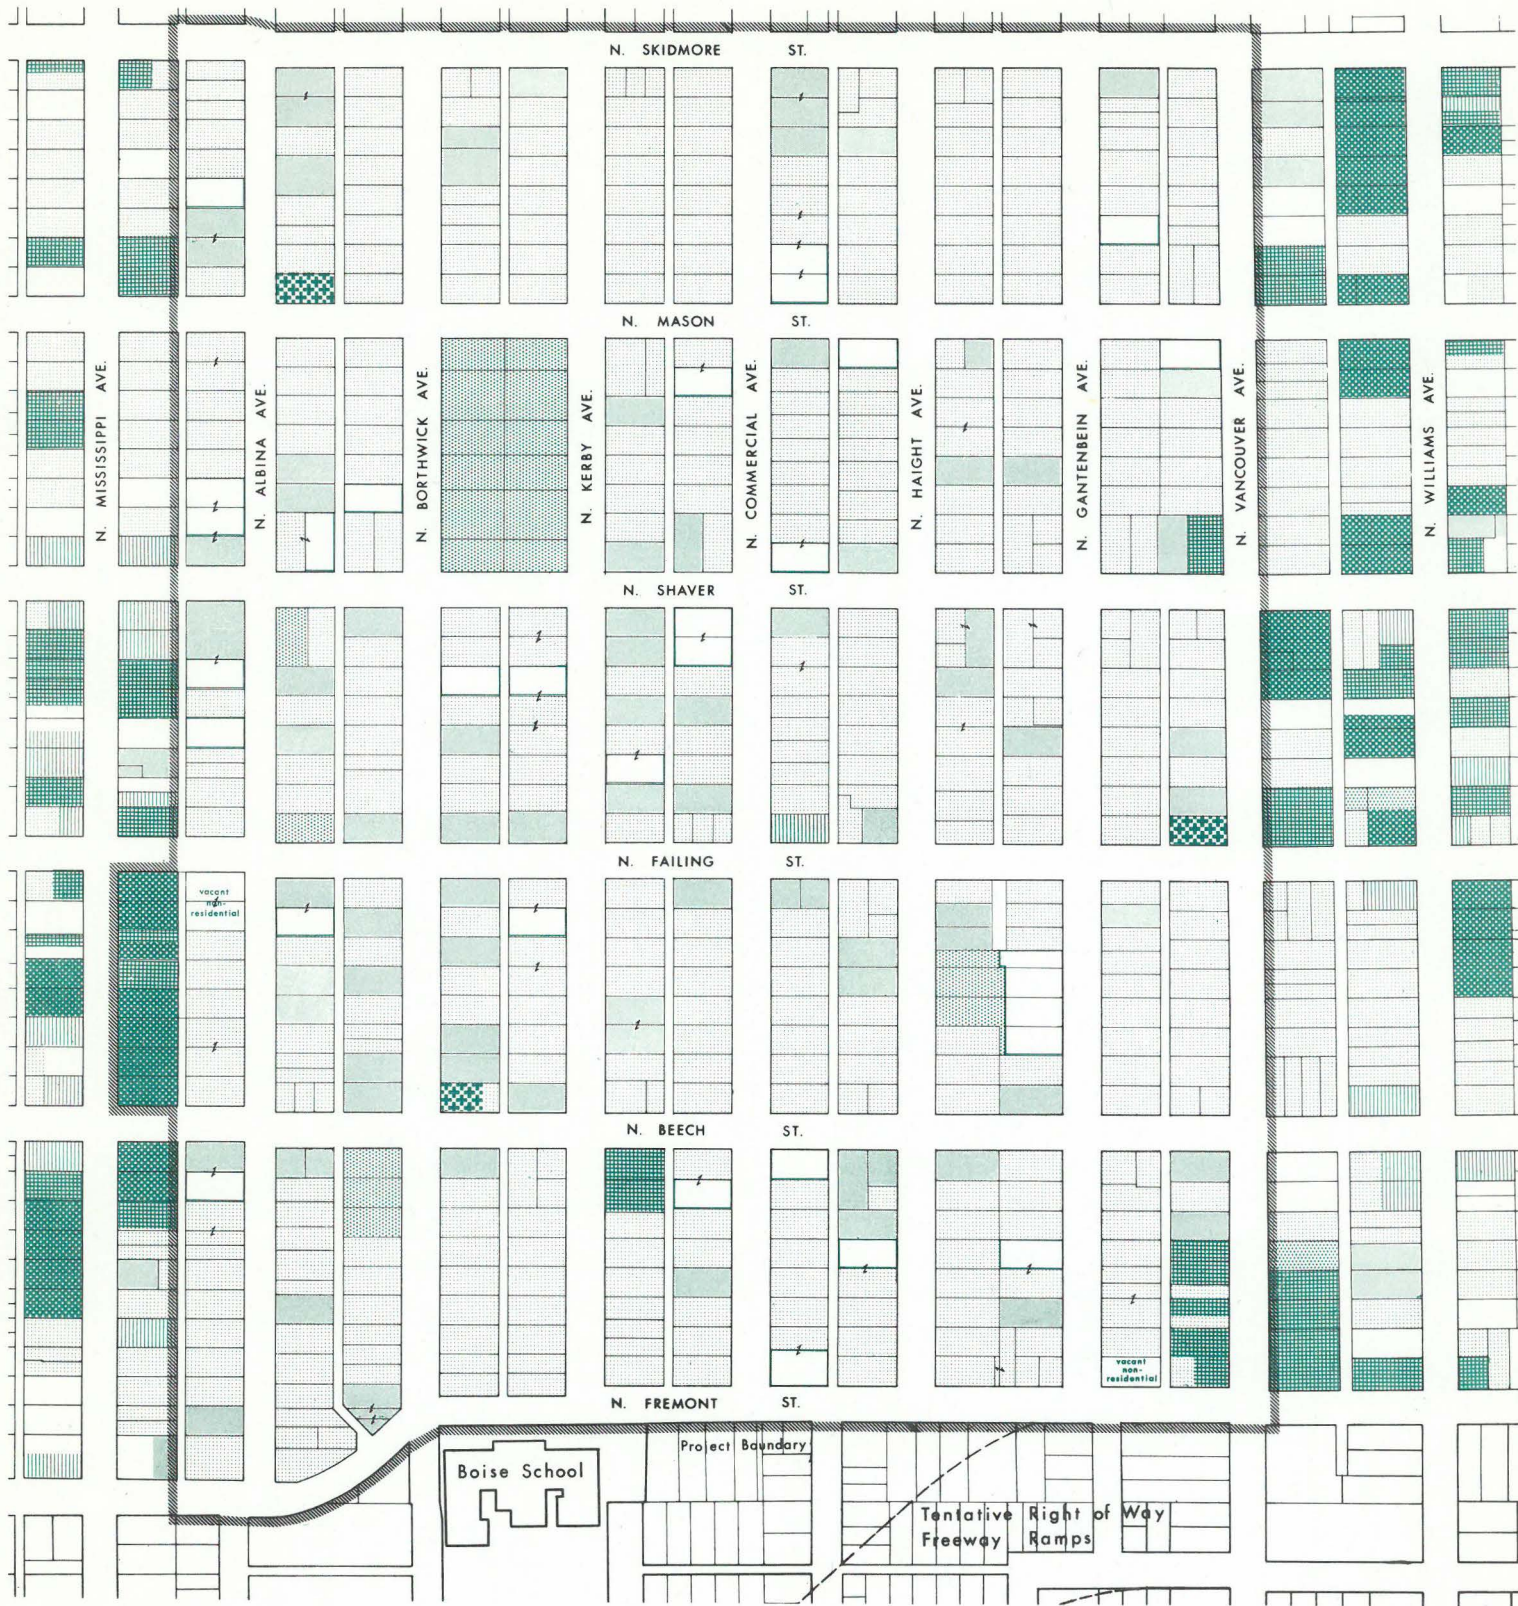 N. SKIDMORE ST.
N. MASON ST.
N. MISSISSIPPI AVE.
N. ALBINA AVE.
N. BORTHWICK AVE.
N. KERBY AVE.
N. COMMERCIAL AVE.
N. HAIGHT AVE.
N. GANTENBEIN AVE.
N. VANCOUVER AVE.
N. WILLIAMS AVE.
N. SHAVER ST.
N. FAILING ST.
vacant
non-
residential
N. BEECH ST.
vacant
non-
residential
N. FREMONT ST.
Project Boundary
Boise School
Tentative Right of Way
Freeway Ramps